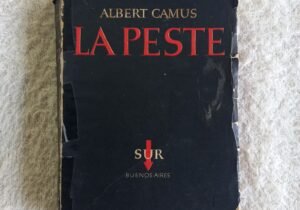 ALBERT CAMUS
LA PESTE
SUR
BUENOS AIRES